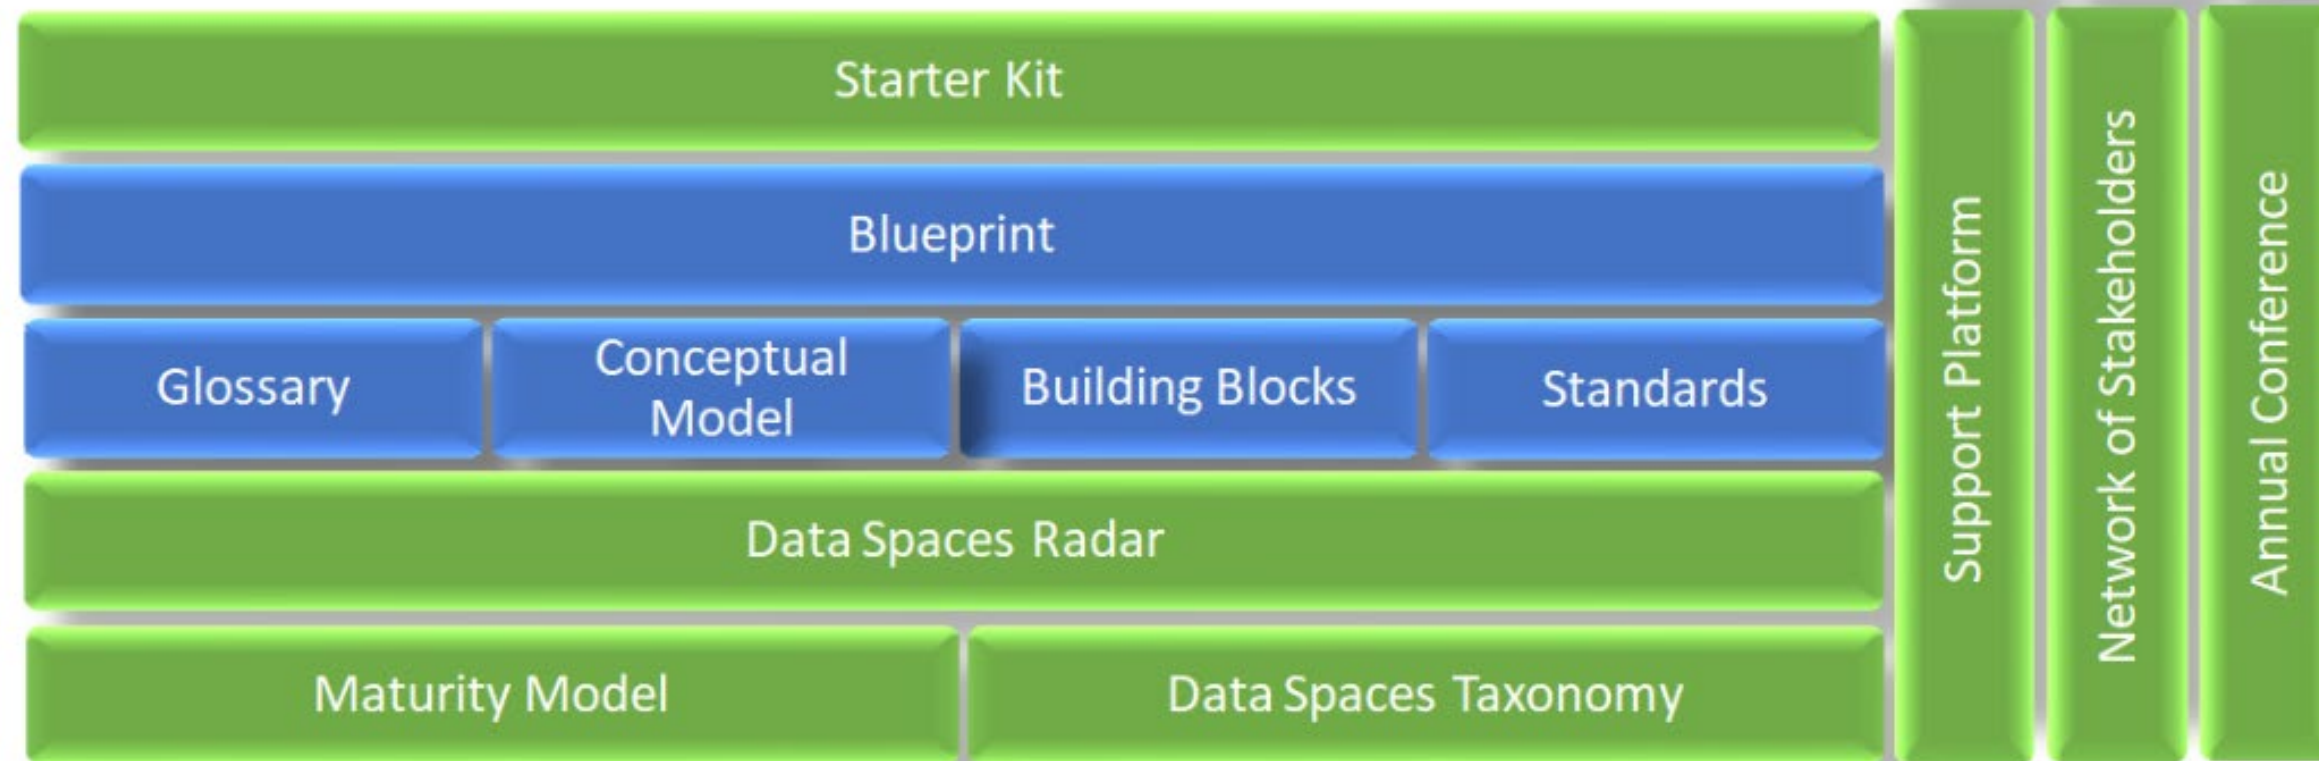 Starter Kit
Blueprint
Glossary
Conceptual
Model
Building Blocks
Standards
Data Spaces Radar
Maturity Model
Data Spaces Taxonomy
Support Platform
Network of Stakeholders
Annual Conference